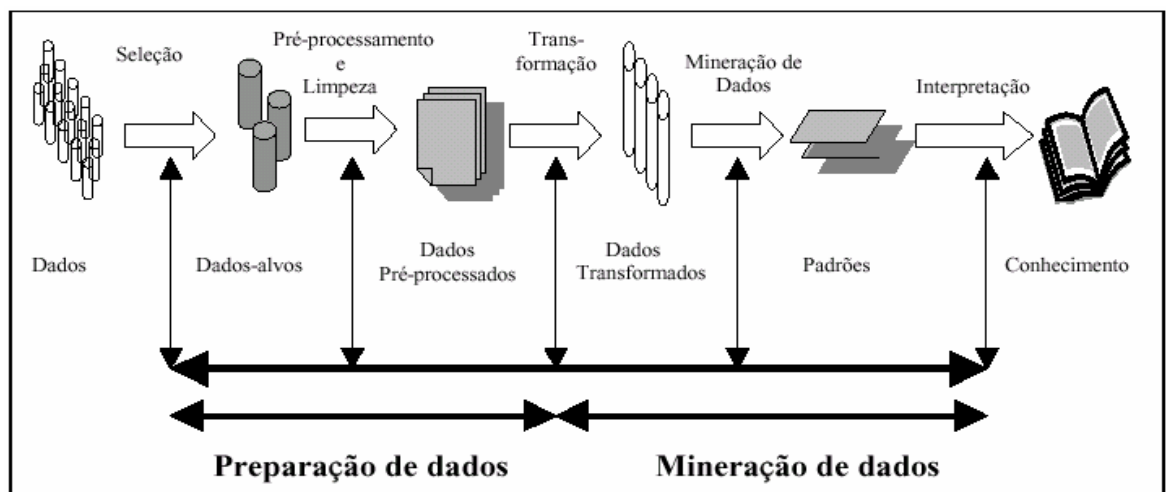 Seleção
Pré-processamento
e
Limpeza
Trans-
formação
Mineração de
Dados
Interpretação
Dados
Dados-alvos
Dados
Pré-processados
Dados
Transformados
Padrões
Conhecimento
Preparação de dados
Mineração de dados